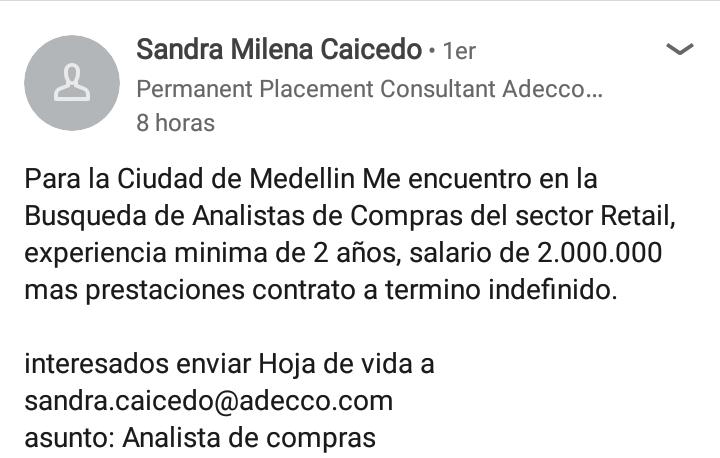 Sandra Milena Caicedo • 1er
Permanent Placement Consultant Adecco...
8 horas
Para la Ciudad de Medellin Me encuentro en la
Busqueda de Analistas de Compras del sector Retail,
experiencia minima de 2 años, salario de 2.000.000
mas prestaciones contrato a termino indefinido.
interesados enviar Hoja de vida a
sandra.caicedo@adecco.com
asunto: Analista de compras